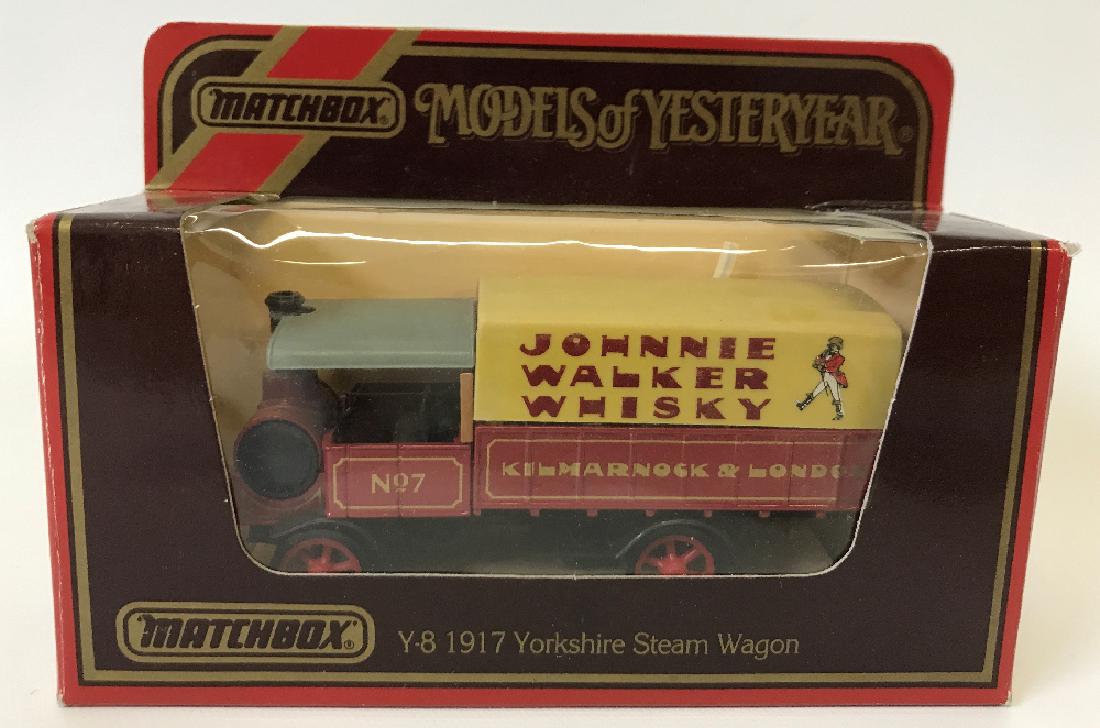 MATCHBOX®
MODELS of YESTERYEAR®
JOHNNIE
WALKER
WHISKY
No7
KILMARNOCK & LONDON
MATCHBOX®
Y-8 1917 Yorkshire Steam Wagon